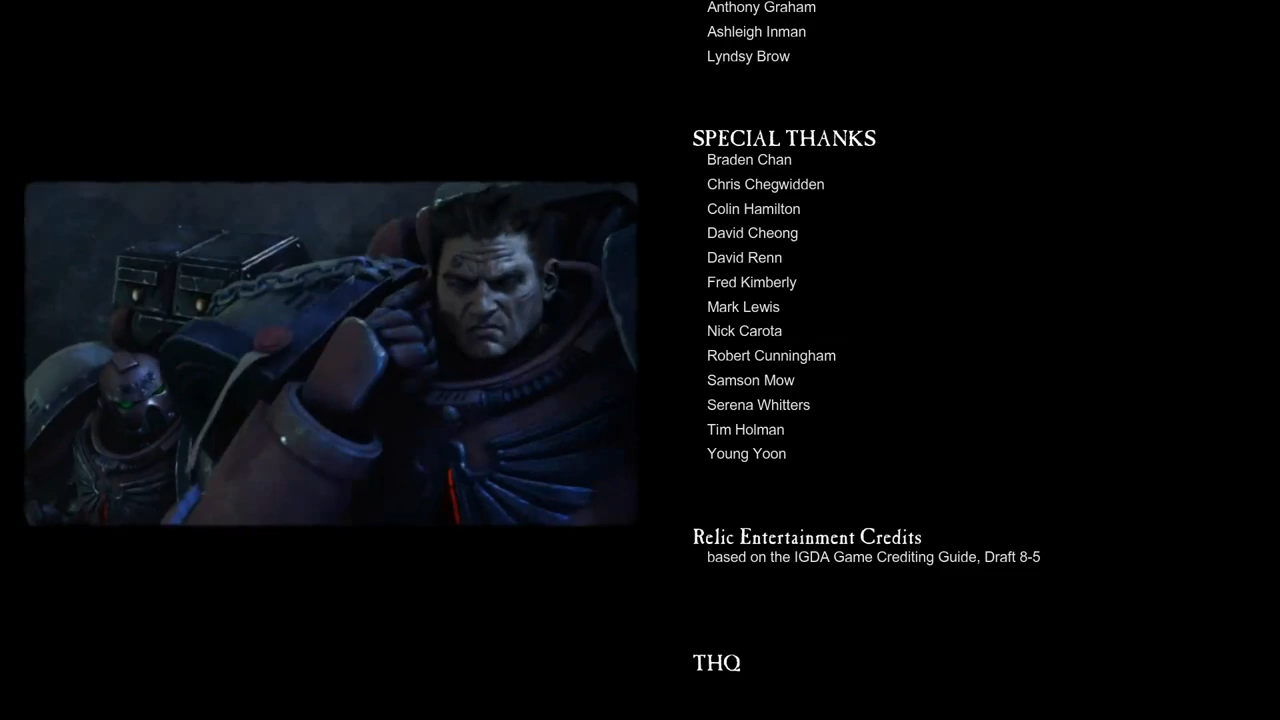 Anthony Graham
Ashleigh Inman
Lyndsy Brow
SPECIAL THANKS
Braden Chan
Chris Chegwidden
Colin Hamilton
David Cheong
David Renn
Fred Kimberly
Mark Lewis
Nick Carota
Robert Cunningham
Samson Mow
Serena Whitters
Tim Holman
Young Yoon
Relic Entertainment Credits
based on the IGDA Game Crediting Guide, Draft 8-5
THQ